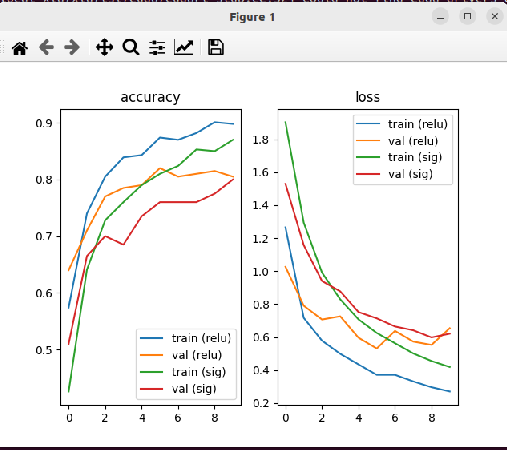 Figure 1
accuracy
0.9
0.8
0.7
0.6
0.5
0 2 4 6 8
train (relu)
val (relu)
train (sig)
val (sig)
loss
1.8
1.6
1.4
1.2
1.0
0.8
0.6
0.4
0.2
0 2 4 6 8
train (relu)
val (relu)
train (sig)
val (sig)